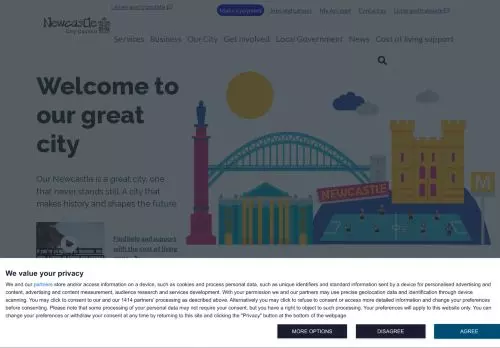 Make a payment
My Account
Contact us
Newcastle
City Council
Services
Business
Our City
Get involved
Local Government
News
Cost of living support
Welcome to
our great
city
Our Newcastle is a great city, one
that never stands still. A city that
makes history and shapes the future
NEWCASTLE
M
Find help and support
with the cost of living
We value your privacy
We and our partners store and/or access information on a device, such as cookies and process personal data, such as unique identifiers and standard information sent by a device for personalised advertising and
content, advertising and content measurement, audience research and services development. With your permission we and our partners may use precise geolocation data and identification through device
scanning. You may click to consent to our and our 1414 partners' processing as described above. Alternatively you may click to refuse to consent or access more detailed information and change your preferences
before consenting. Please note that some processing of your personal data may not require your consent, but you have a right to object to such processing. Your preferences will apply to this website only. You can
change your preferences or withdraw your consent at any time by returning to this site and clicking the "Privacy" button at the bottom of the webpage
MORE OPTIONS
DISAGREE
AGREE